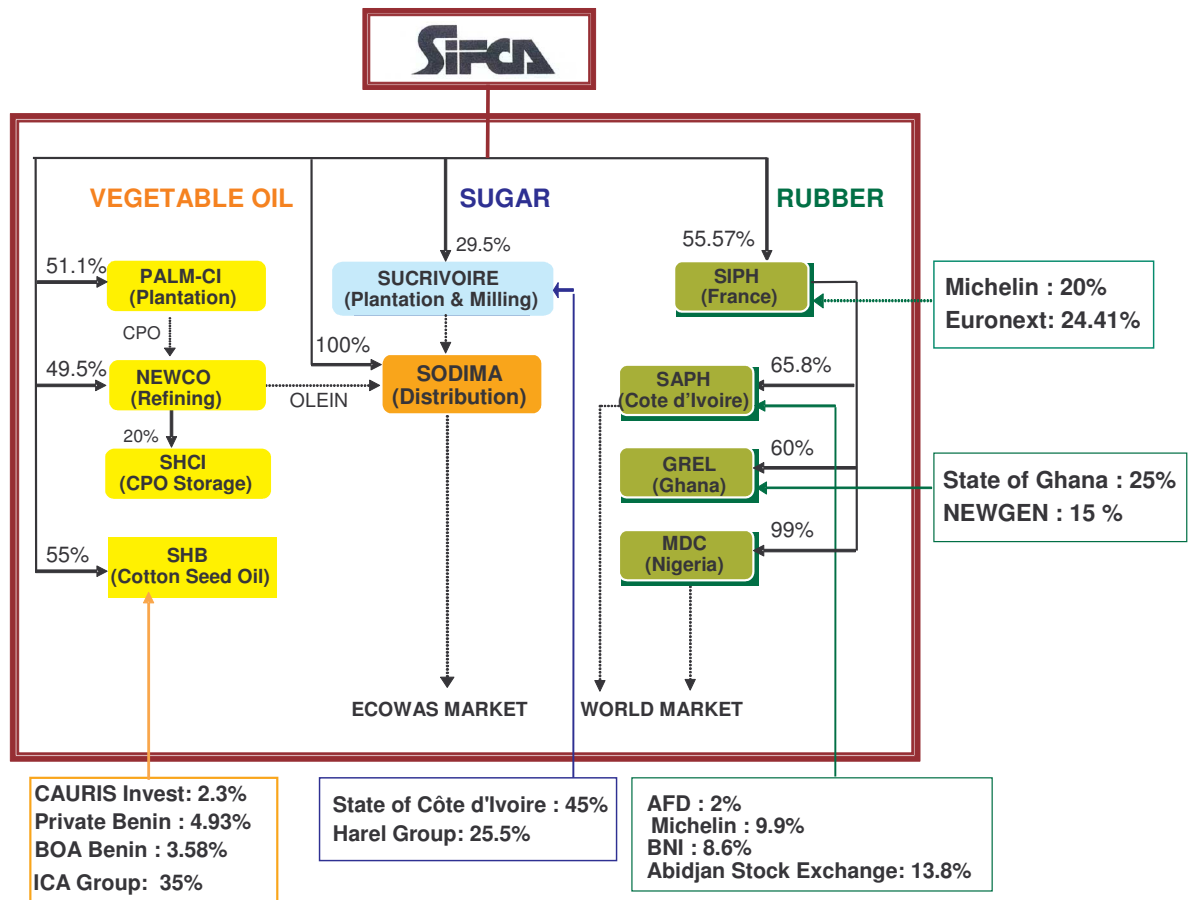 SIFCA
VEGETABLE OIL
SUGAR
RUBBER
51.1%
PALM-CI
(Plantation)
CPO
49.5%
NEWCO
(Refining)
OLEIN
20%
SHCI
(CPO Storage)
55%
SHB
(Cotton Seed Oil)
29.5%
SUCRIVOIRE
(Plantation & Milling)
100%
SODIMA
(Distribution)
55.57%
SIPH
(France)
65.8%
SAPH
(Cote d'Ivoire)
60%
GREL
(Ghana)
99%
MDC
(Nigeria)
ECOWAS MARKET
WORLD MARKET
Michelin : 20%
Euronext: 24.41%
State of Ghana : 25%
NEWGEN : 15 %
CAURIS Invest: 2.3%
Private Benin : 4.93%
BOA Benin : 3.58%
ICA Group: 35%
State of Côte d'Ivoire : 45%
Harel Group: 25.5%
AFD : 2%
Michelin : 9.9%
BNI : 8.6%
Abidjan Stock Exchange: 13.8%